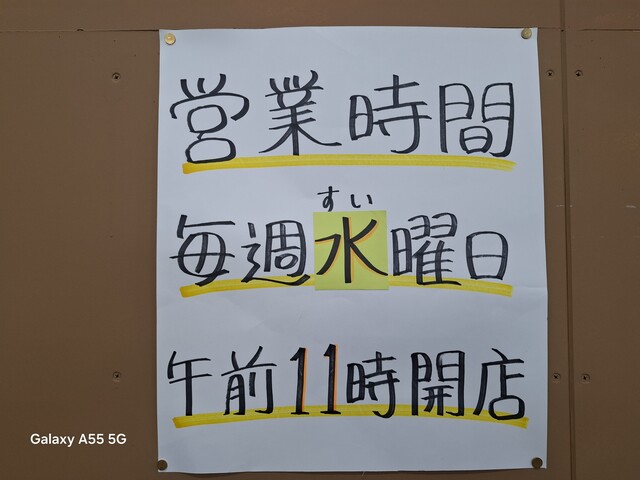 営業時間
すい
毎週水曜日
午前11時開店
Galaxy A55 5G